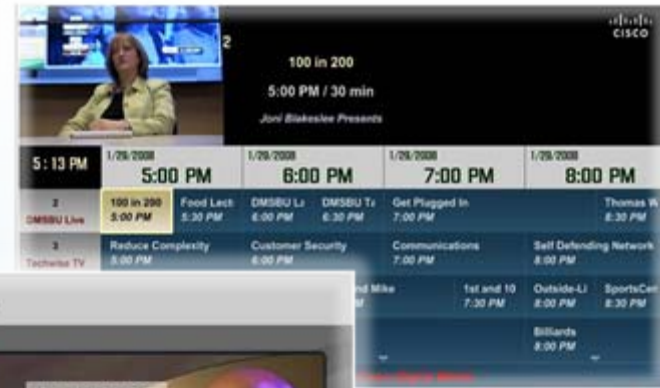 CISCO
2
100 in 200
5:00 PM / 30 min
Joni Blakeslee Presents
5:13 PM
1/29/2008 1/29/2008 1/29/2008 1/29/2008
5:00 PM 6:00 PM 7:00 PM 8:00 PM
2 100 in 200 Food Lech DMSBU La DMSBU Ta Get Plugged In Thomas W
DMSBU Live 5:00 PM 5:30 PM 6:00 PM 6:30 PM 7:00 PM 8:30 PM
3 Reduce Complexity Customer Security Communications Self Defending Network
Techwise TV 5:00 PM 6:00 PM 7:00 PM 8:00 PM
nd Mike 1st and 10 Outside-Li SportsCen
M 7:30 PM 8:00 PM 8:30 PM
Billiards
8:00 PM